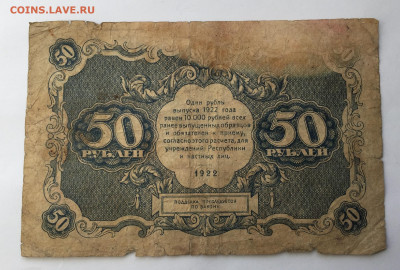 COINS.LAVE.RU
50
50
Один рубль
выпуска 1922 года
равен 10.000 рублей всех
ранее выпущенных образцов
и обязателен к приему,
согласно этого расчета, для
учреждений Республики
и частных лиц.
50
РУБЛЕЙ
50
РУБЛЕЙ
1922
ПОДДЕЛКА ПРЕСЛЕДУЕТСЯ
ПО ЗАКОНУ.
50
50